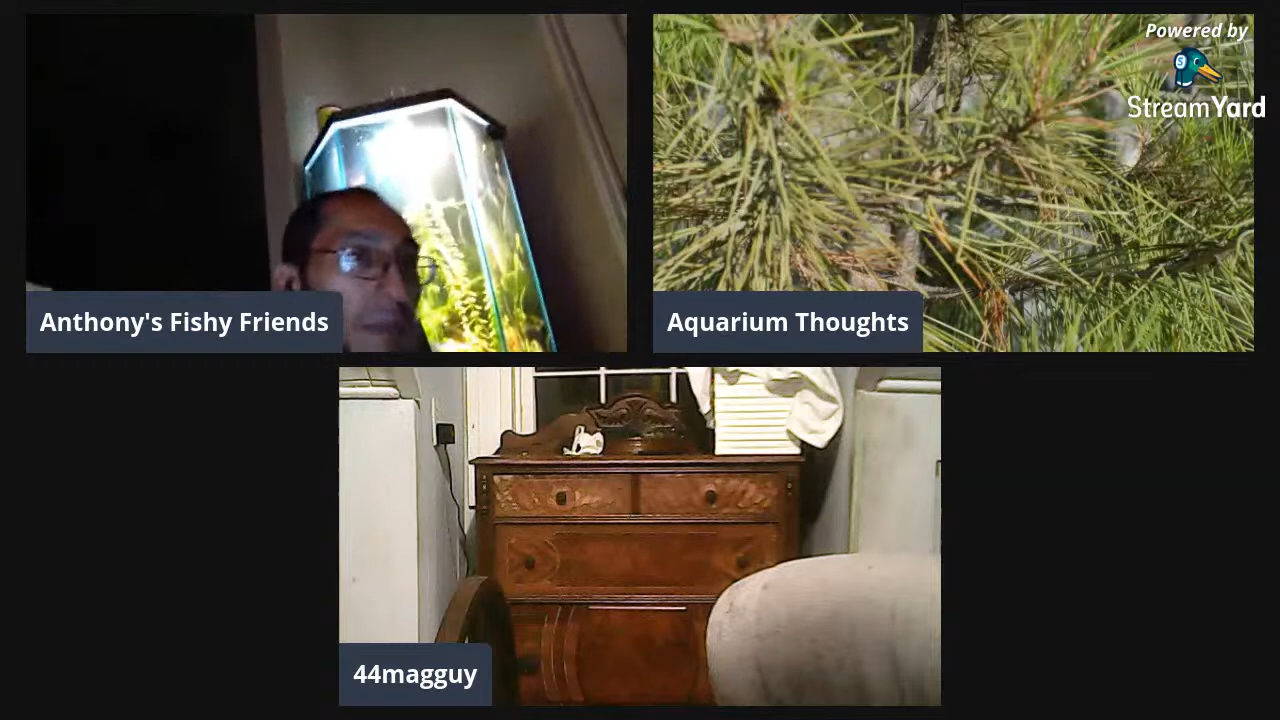 Powered by
StreamYard
Anthony's Fishy Friends
Aquarium Thoughts
44magguy